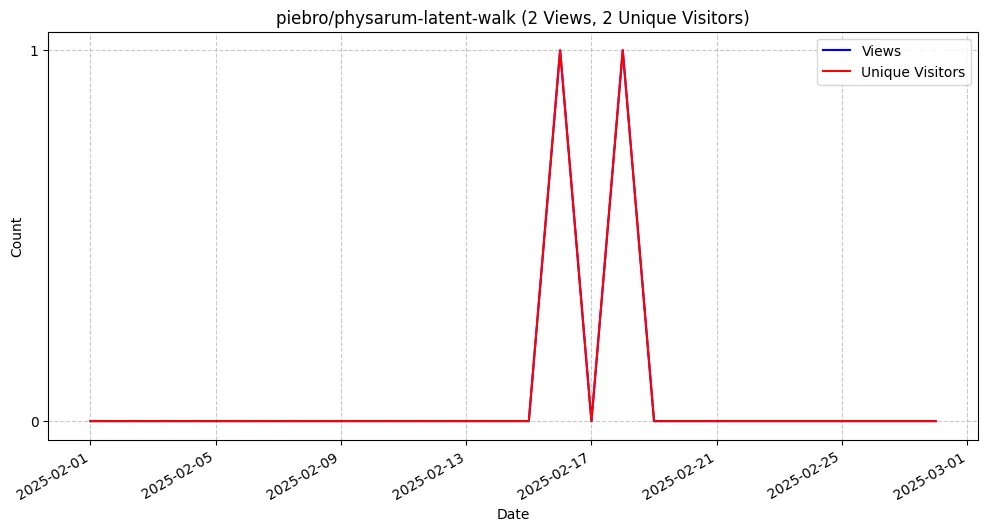 piebro/physarum-latent-walk (2 Views, 2 Unique Visitors)
Views
Unique Visitors
1
Count
0
2025-02-01
2025-02-05
2025-02-09
2025-02-13
2025-02-17
2025-02-21
2025-02-25
2025-03-01
Date